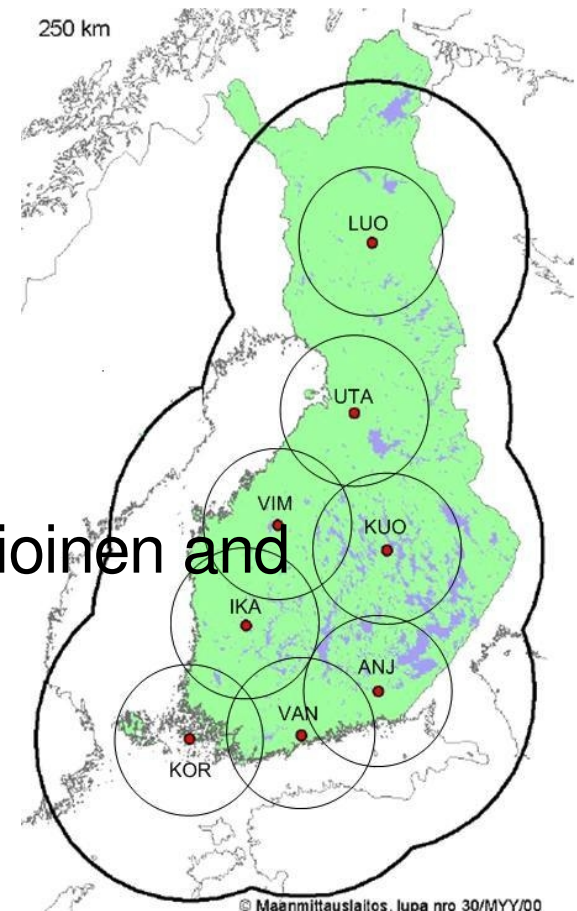 250 km
LUO
UTA
VIM
KUO
ioinen and
IKA
ANJ
VAN
KOR
© Maanmittauslaitos, lupa nro 30/MYY/00